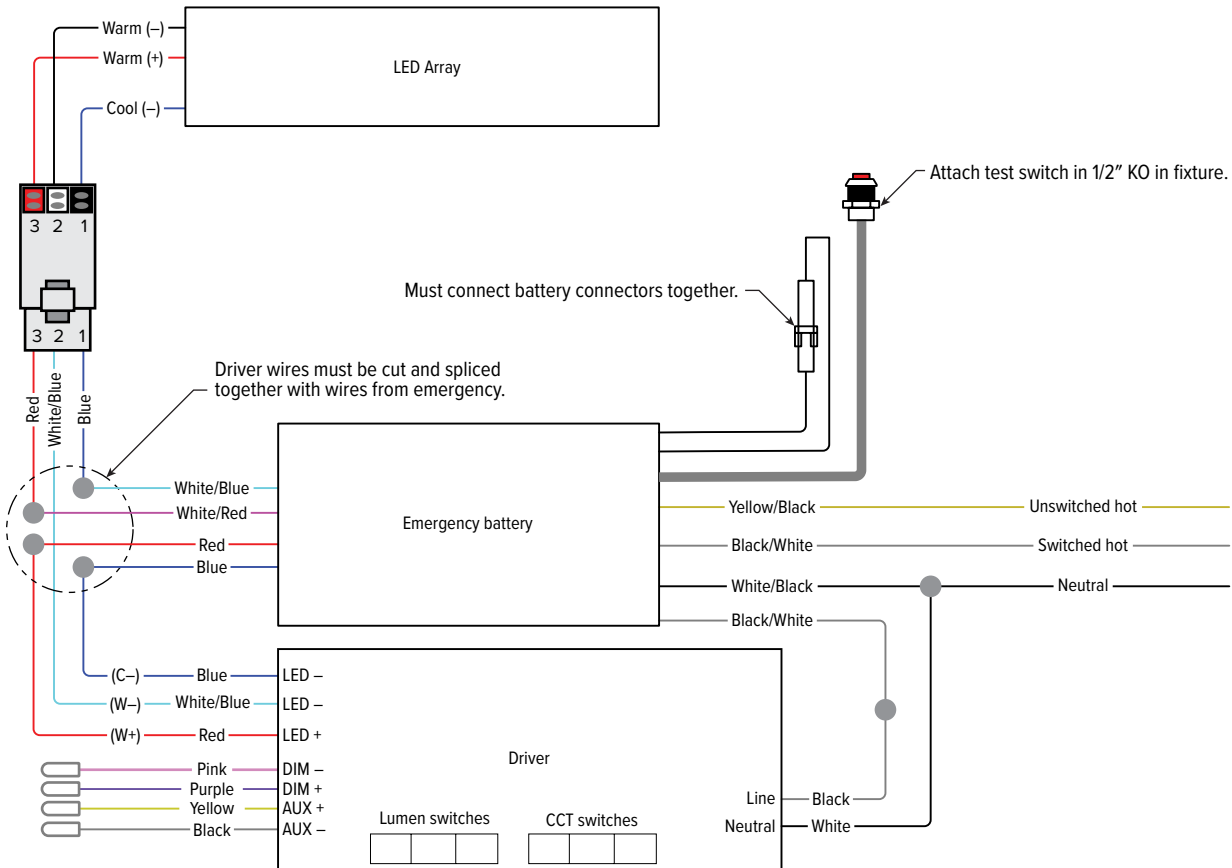 Warm (–)
Warm (+)
LED Array
Cool (–)
Attach test switch in 1/2" KO in fixture.
3 2 1
Must connect battery connectors together.
3 2 1
Driver wires must be cut and spliced
together with wires from emergency.
Red
White/Blue
Blue
White/Blue
White/Red
Red
Blue
Emergency battery
Yellow/Black
Unswitched hot
Black/White
Switched hot
White/Black
Neutral
Black/White
(C–) Blue LED –
(W–) White/Blue LED –
(W+) Red LED +
Driver
Pink DIM –
Purple DIM +
Yellow AUX +
Black AUX –
Lumen switches
CCT switches
Line Black
Neutral White